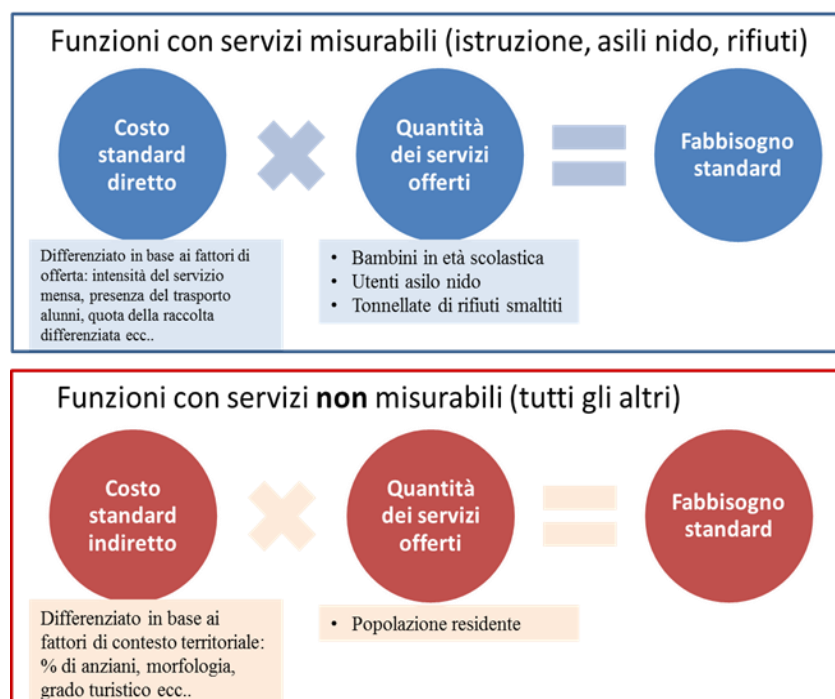 Funzioni con servizi misurabili (istruzione, asili nido, rifiuti)
Costo
standard
diretto
Quantità
dei servizi
offerti
Fabbisogno
standard
Differenziato in base ai fattori di
offerta: intensità del servizio
mensa, presenza del trasporto
alunni, quota della raccolta
differenziata ecc..
• Bambini in età scolastica
• Utenti asilo nido
• Tonnellate di rifiuti smaltiti
Funzioni con servizi non misurabili (tutti gli altri)
Costo
standard
indiretto
Quantità
dei servizi
offerti
Fabbisogno
standard
Differenziato in base ai
fattori di contesto territoriale:
% di anziani, morfologia,
grado turistico ecc..
• Popolazione residente